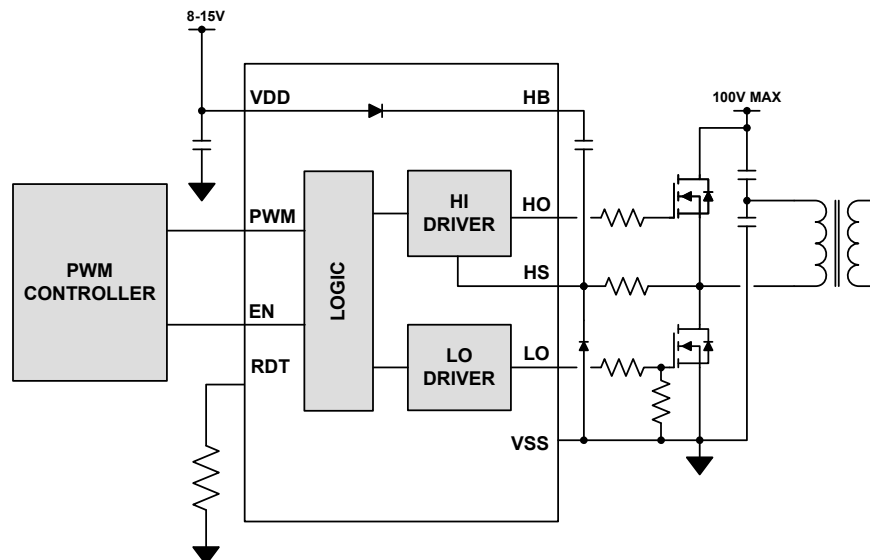 8-15V
VDD
HB
100V MAX
PWM
CONTROLLER
PWM
EN
RDT
LOGIC
HI
DRIVER
HO
HS
LO
DRIVER
LO
VSS